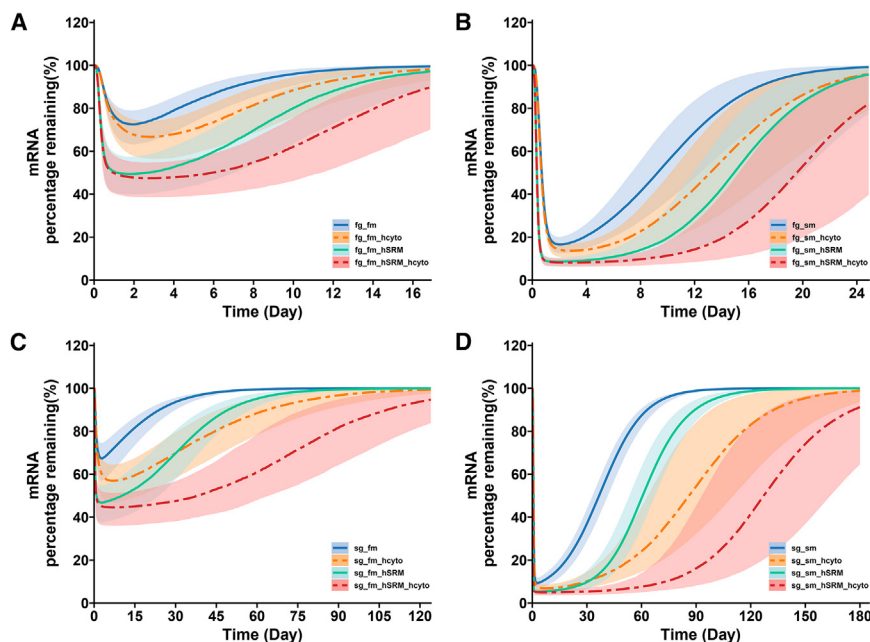 A
120
100
80
60
40
20
0
mRNA
percentage remaining(%)
fg_fm
fg_fm_hcyto
fg_fm_hSRM
fg_fm_hSRM_hcyto
0 2 4 6 8 10 12 14 16
Time (Day)
B
120
100
80
60
40
20
0
mRNA
percentage remaining(%)
fg_sm
fg_sm_hcyto
fg_sm_hSRM
fg_sm_hSRM_hcyto
0 4 8 12 16 20 24
Time (Day)
C
120
100
80
60
40
20
0
mRNA
percentage remaining(%)
sg_fm
sg_fm_hcyto
sg_fm_hSRM
sg_fm_hSRM_hcyto
0 15 30 45 60 75 90 105 120
Time (Day)
D
120
100
80
60
40
20
0
mRNA
percentage remaining(%)
sg_sm
sg_sm_hcyto
sg_sm_hSRM
sg_sm_hSRM_hcyto
0 30 60 90 120 150 180
Time (Day)